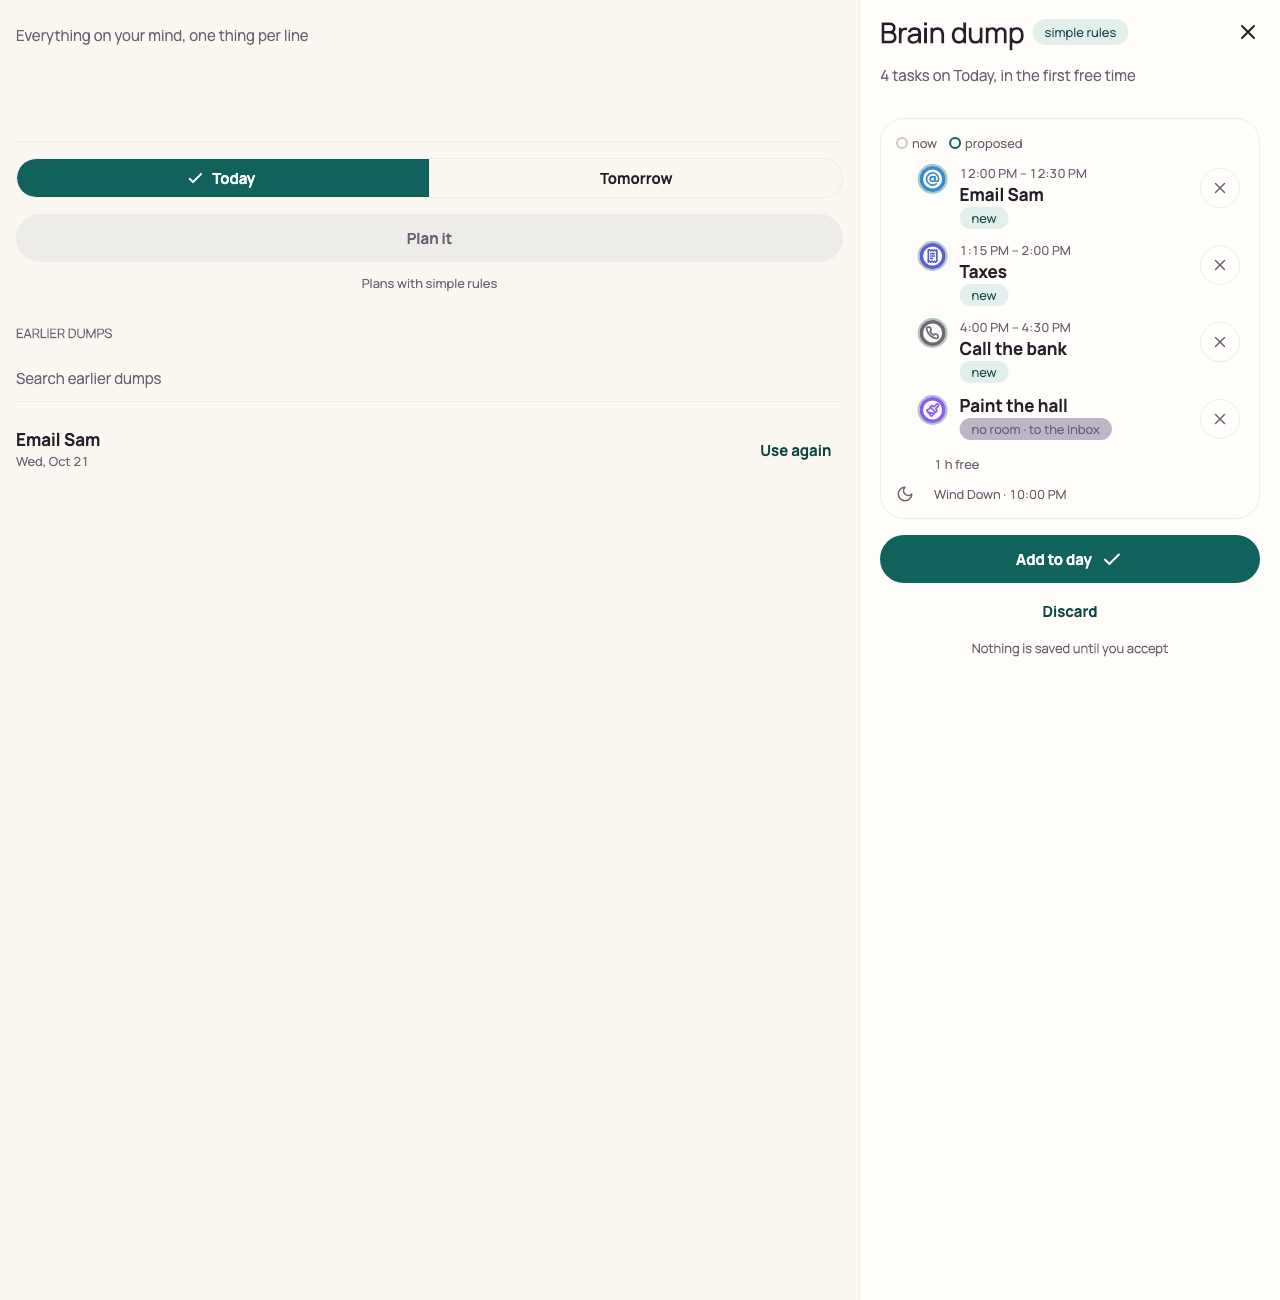 Everything on your mind, one thing per line
Today
Tomorrow
Plan it
Plans with simple rules
EARLIER DUMPS
Search earlier dumps
Email Sam
Wed, Oct 21
Use again
Brain dump
simple rules
4 tasks on Today, in the first free time
now
proposed
12:00 PM – 12:30 PM
Email Sam
new
1:15 PM – 2:00 PM
Taxes
new
4:00 PM – 4:30 PM
Call the bank
new
Paint the hall
no room · to the Inbox
1 h free
Wind Down · 10:00 PM
Add to day
Discard
Nothing is saved until you accept